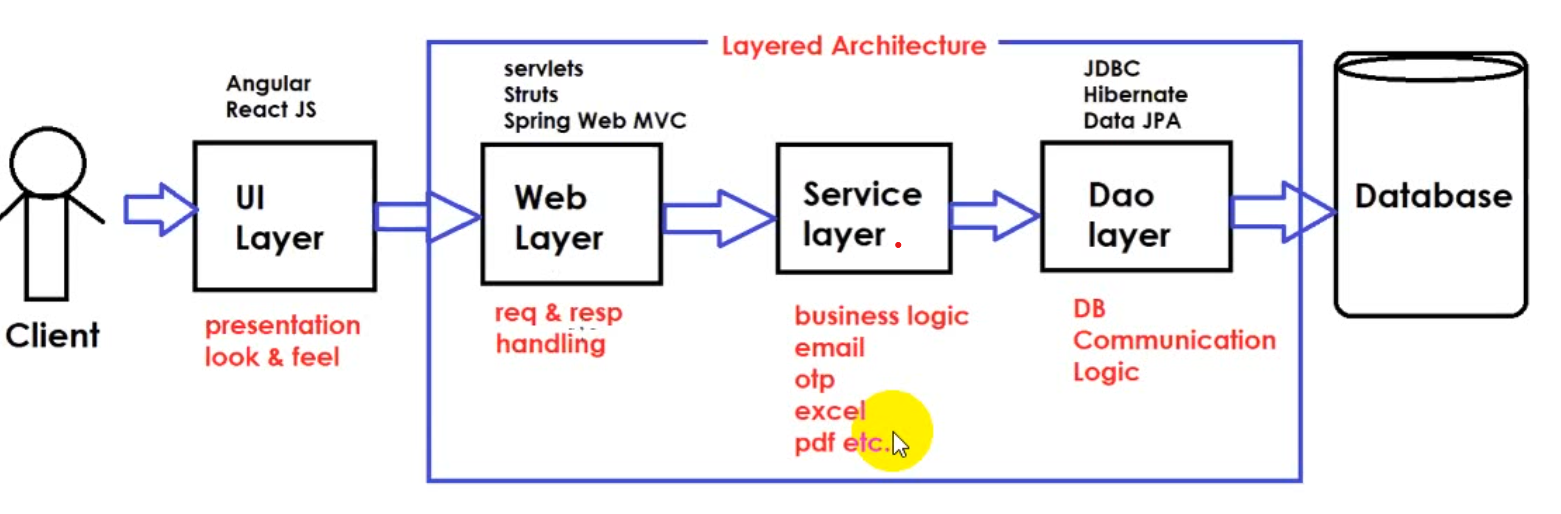 Layered Architecture
Angular
React JS
servlets
Struts
Spring Web MVC
JDBC
Hibernate
Data JPA
Client
UI
Layer
Web
Layer
Service
layer
Dao
layer
Database
presentation
look & feel
req & resp
handling
business logic
email
otp
excel
pdf etc.
DB
Communication
Logic